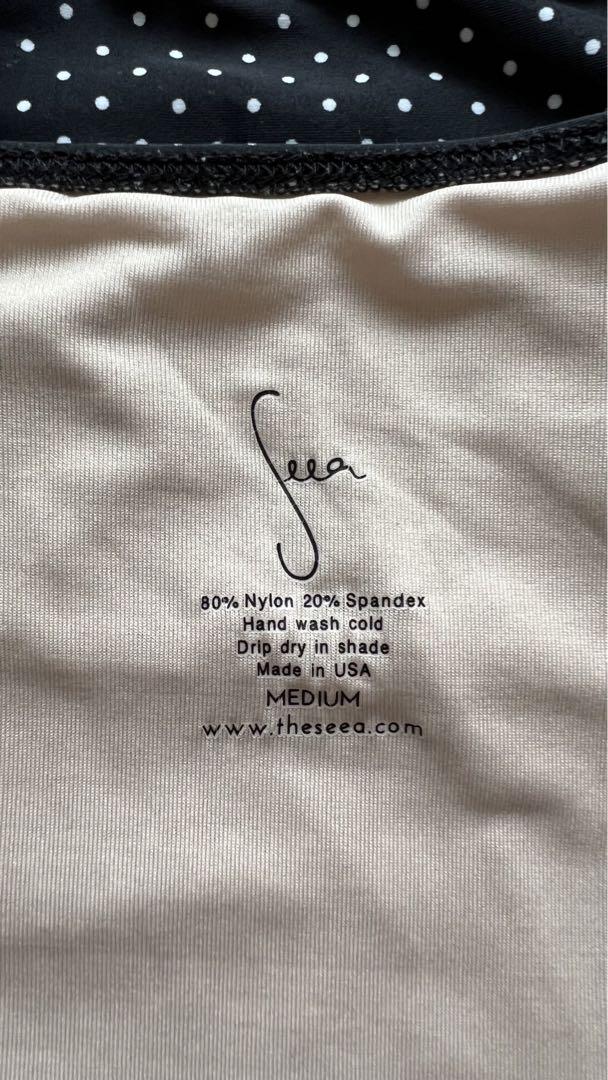 Seea
80% Nylon 20% Spandex
Hand wash cold
Drip dry in shade
Made in USA
MEDIUM
www.theseea.com